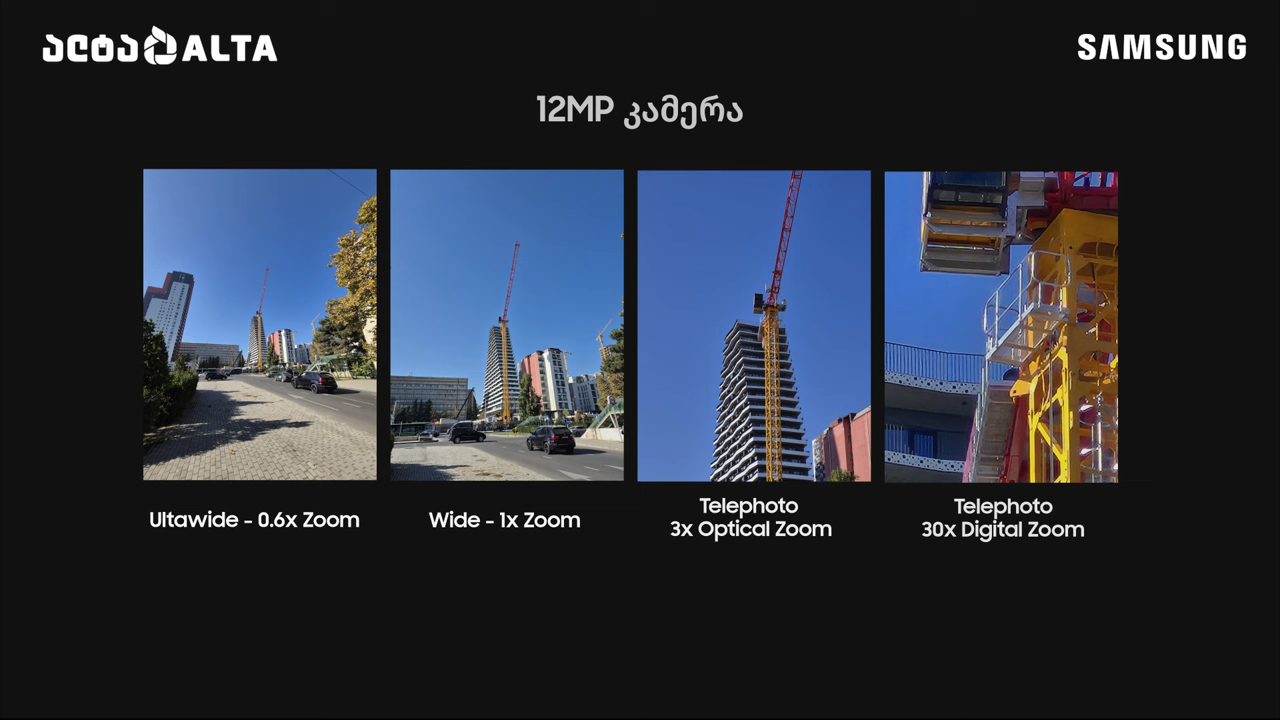 ალტა ALTA
SAMSUNG
12MP კამერა
Ultawide - 0.6x Zoom
Wide - 1x Zoom
Telephoto
3x Optical Zoom
Telephoto
30x Digital Zoom